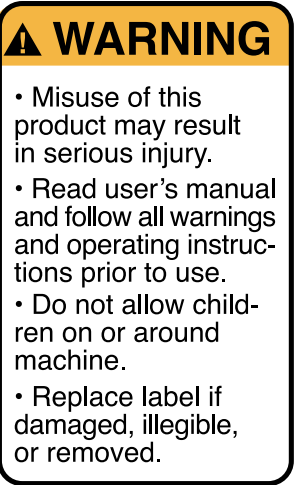 WARNING
• Misuse of this
product may result
in serious injury.
• Read user's manual
and follow all warnings
and operating instruc-
tions prior to use.
• Do not allow child-
ren on or around
machine.
• Replace label if
damaged, illegible,
or removed.